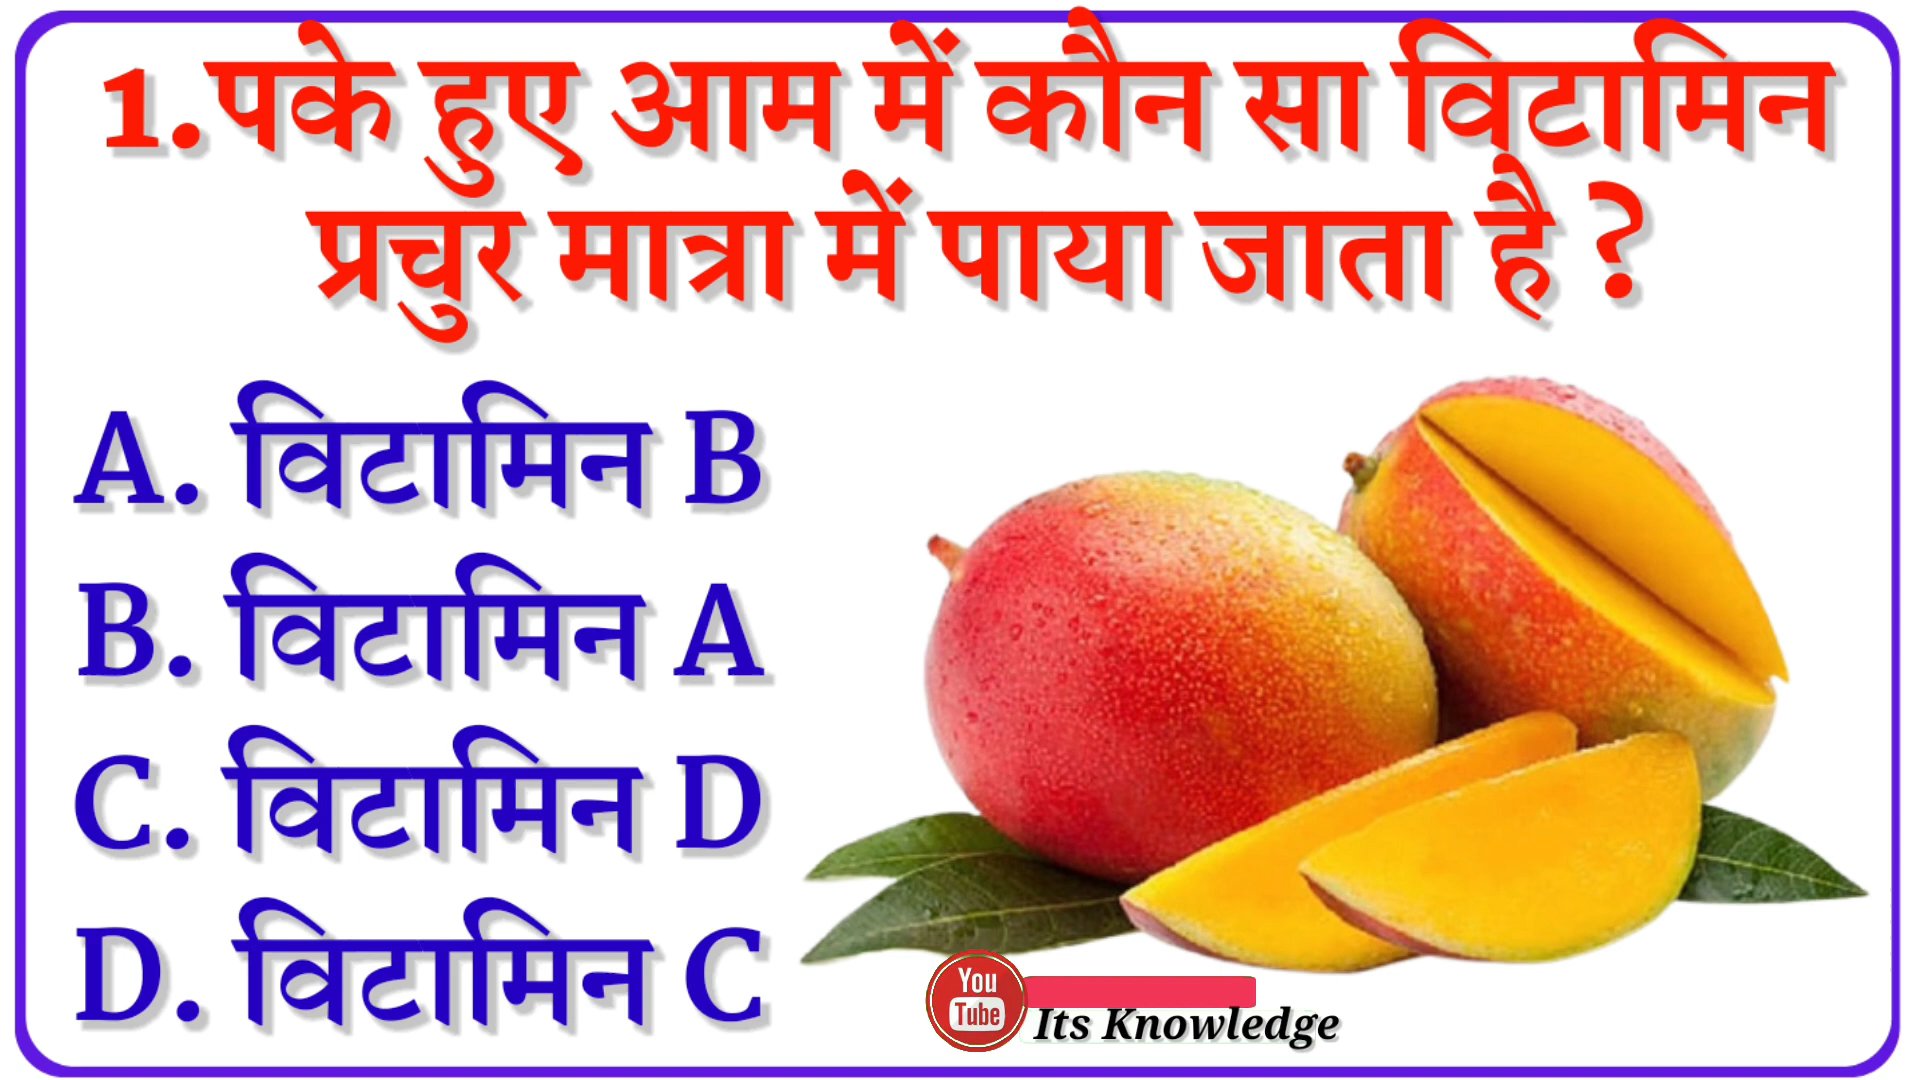 1.पके हुए आम में कौन सा विटामिन
प्रचुर मात्रा में पाया जाता है ?
A. विटामिन B
B. विटामिन A
C. विटामिन D
D. विटामिन C
You
Tube
Its Knowledge